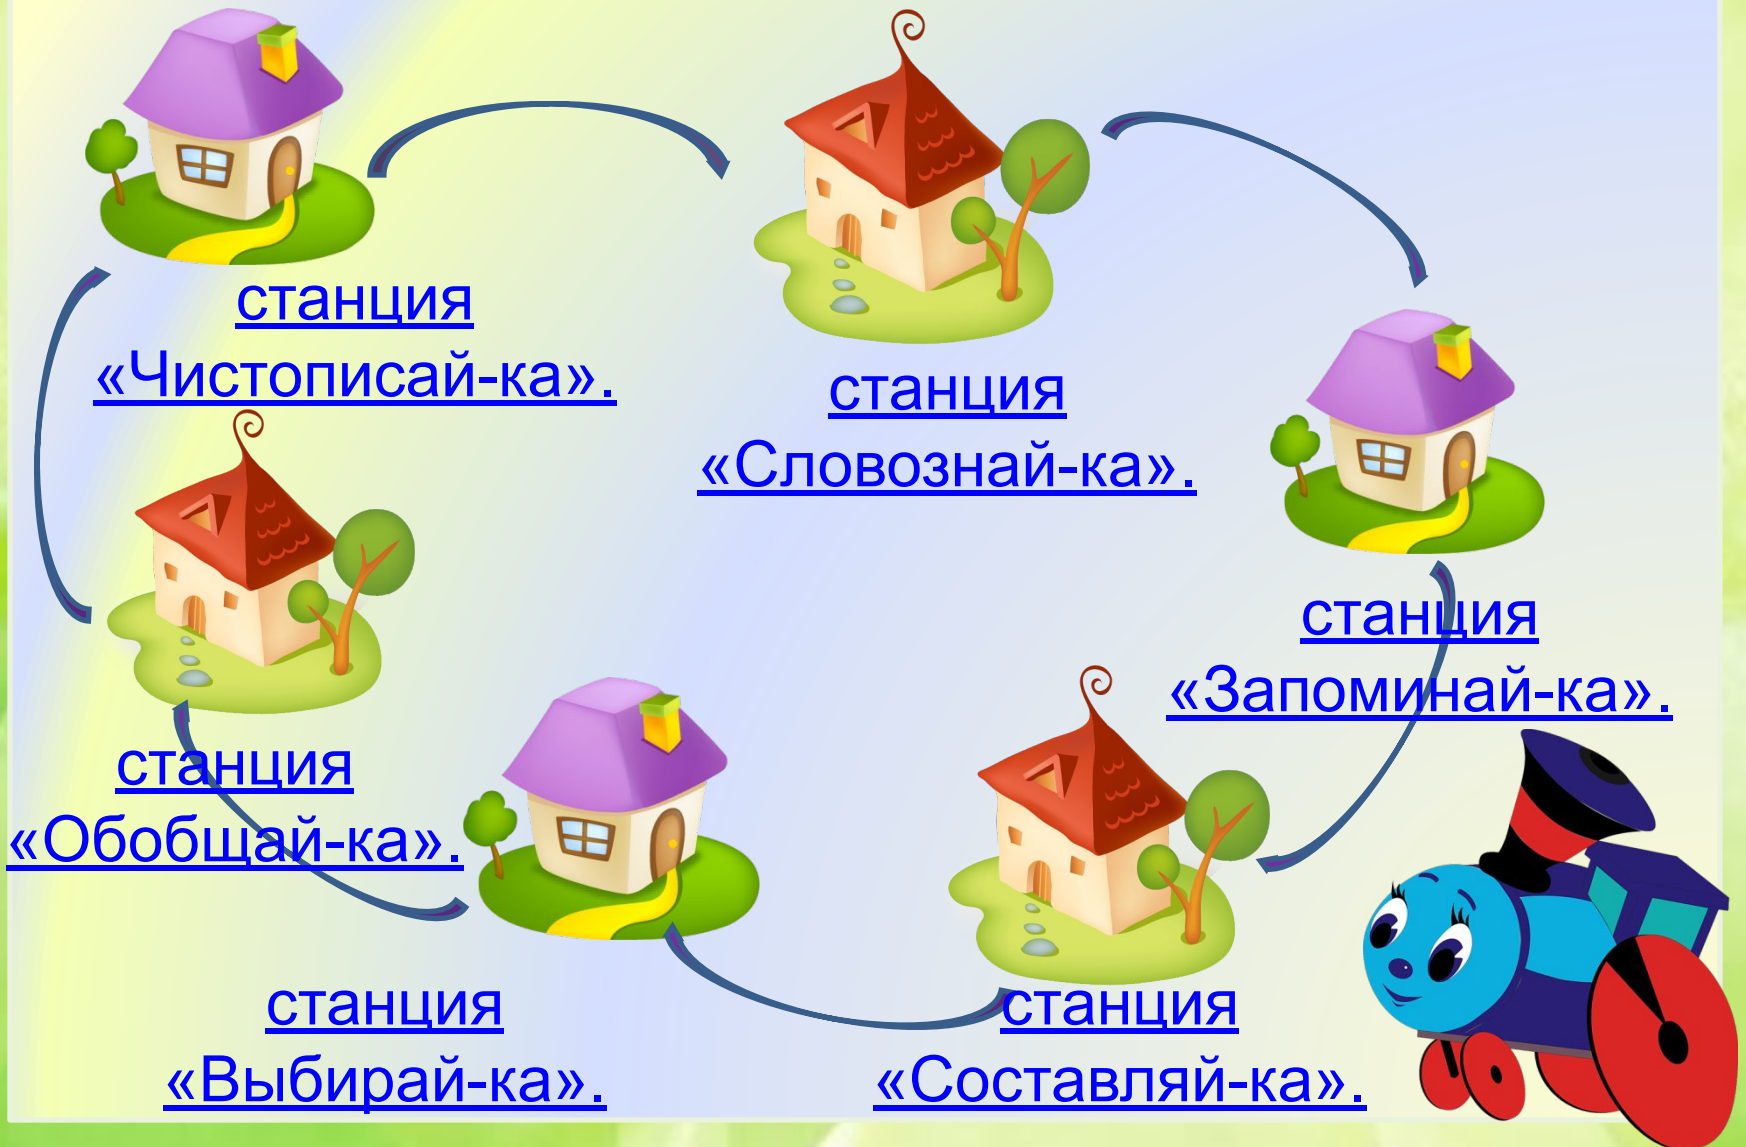 станция
«Чистописай-ка».
станция
«Словознай-ка».
станция
«Запоминай-ка».
станция
«Составляй-ка».
станция
«Выбирай-ка».
станция
«Обобщай-ка».